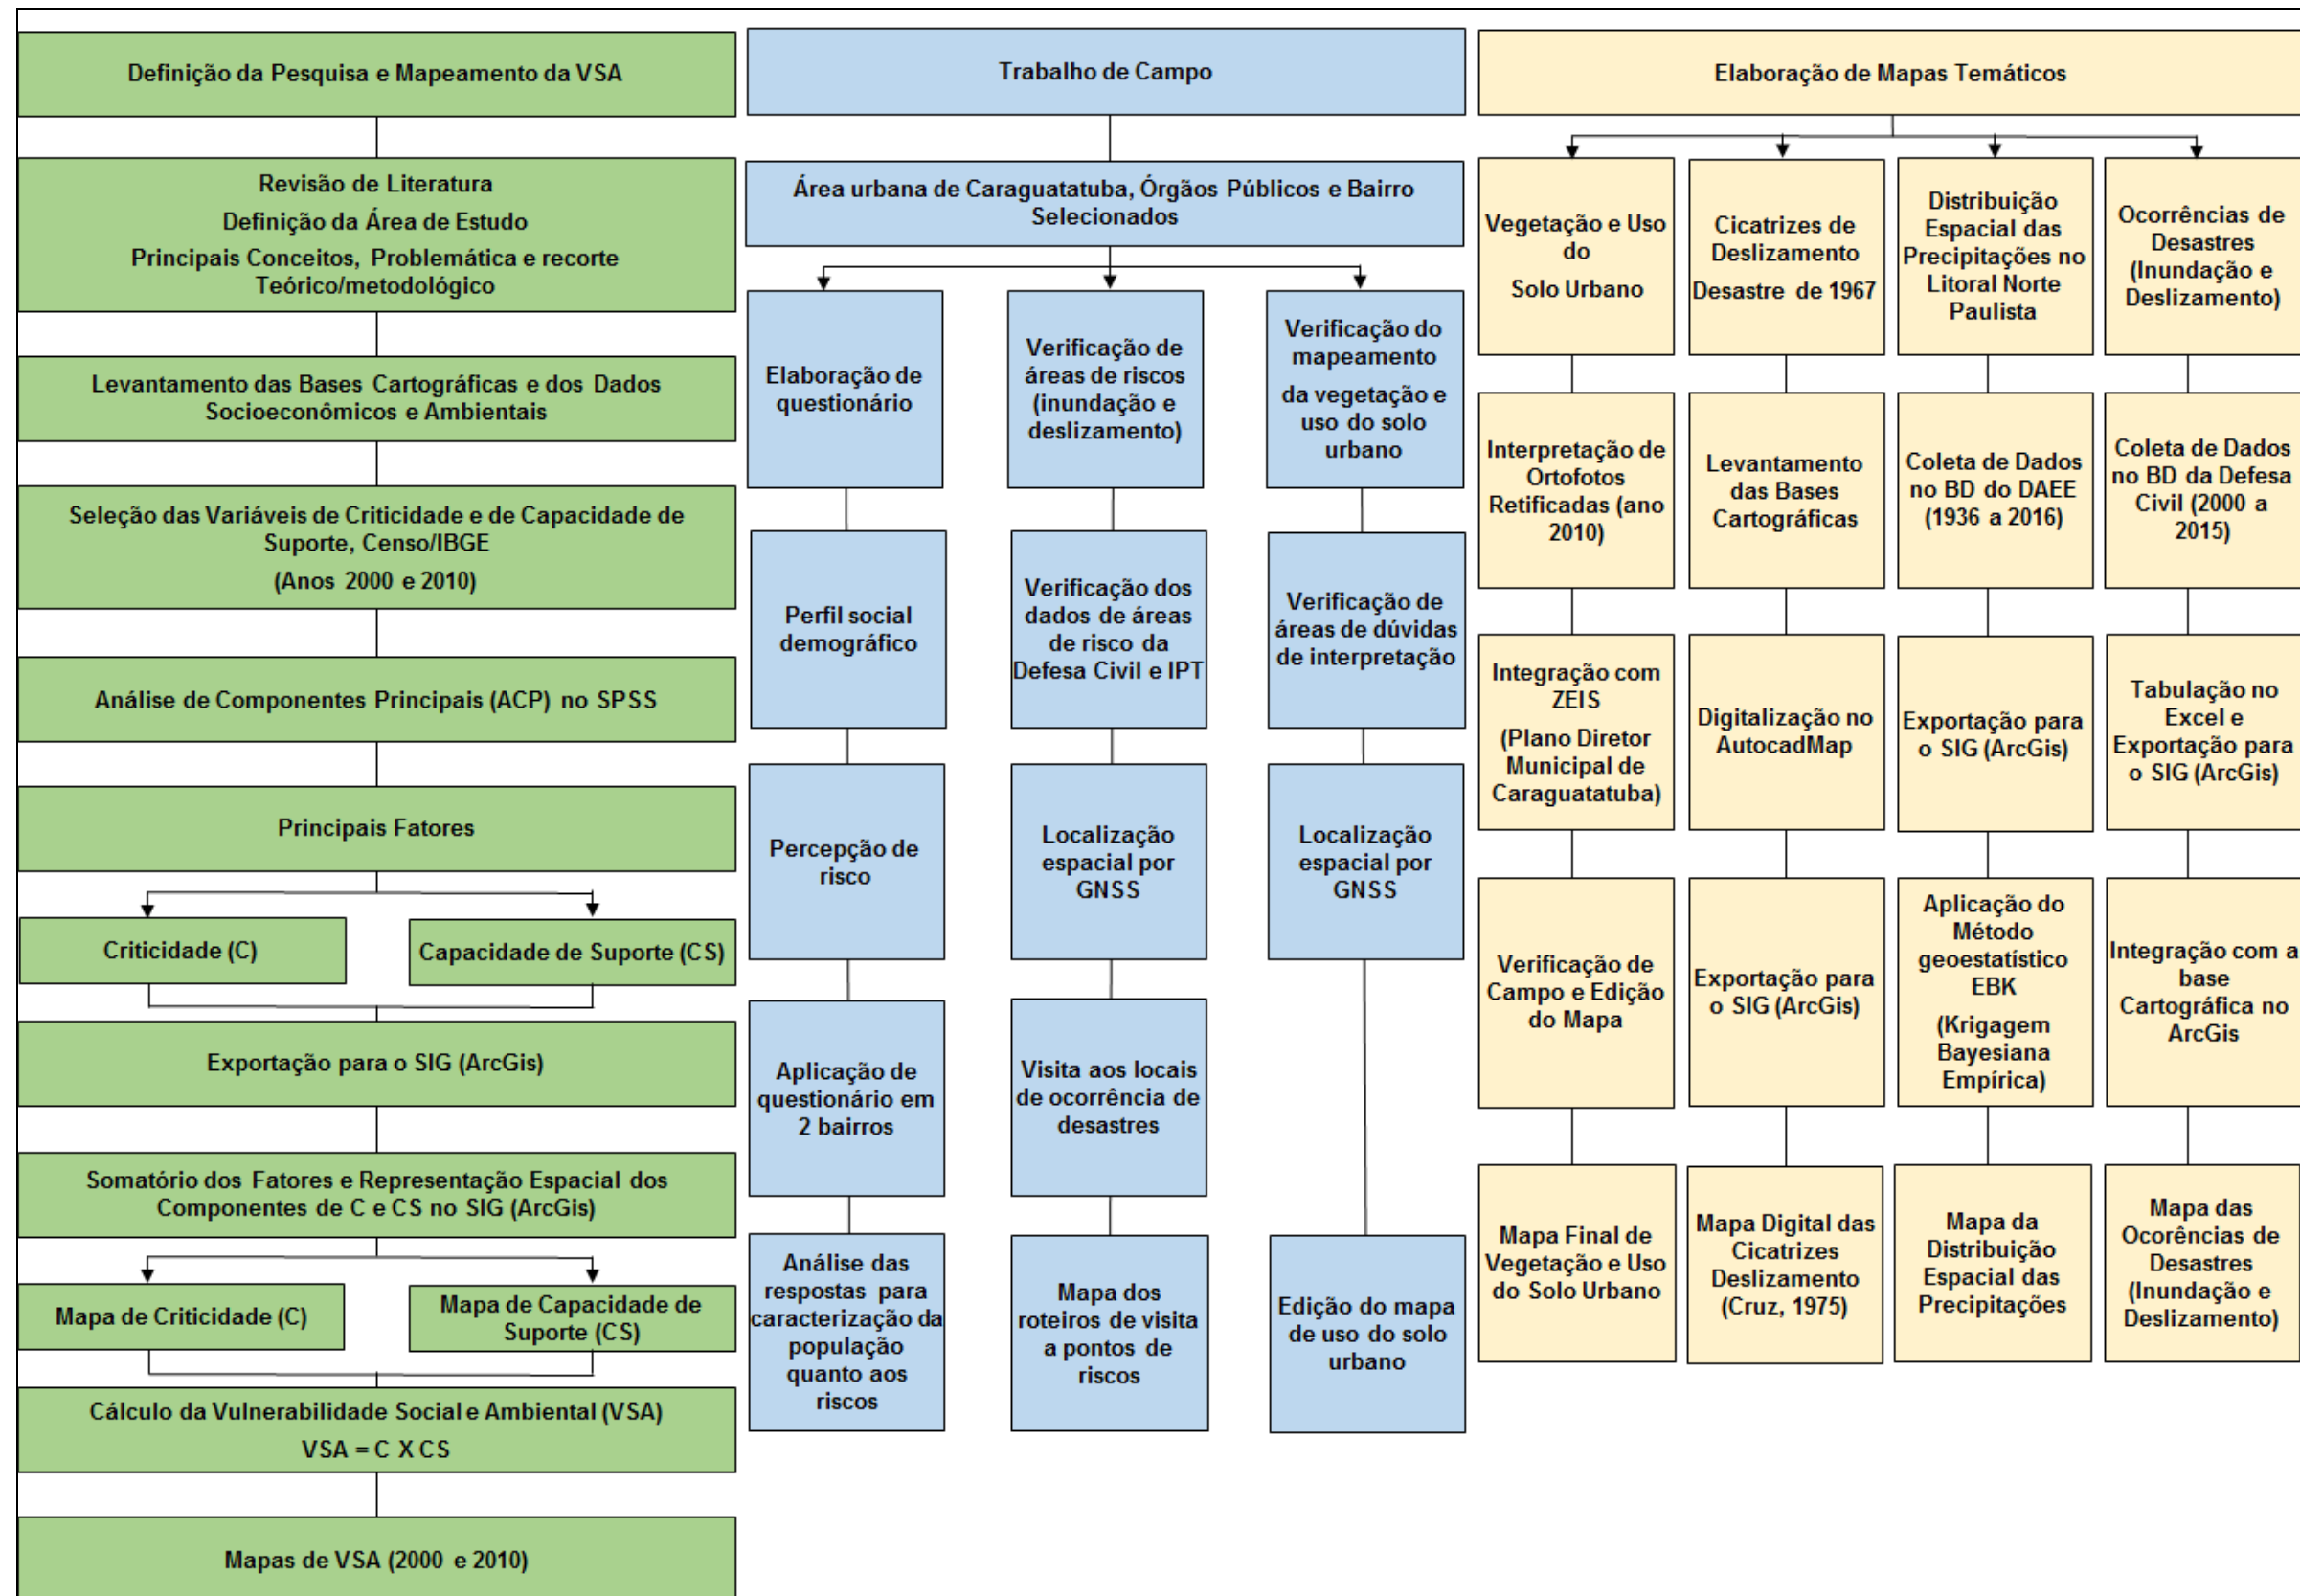 Definição da Pesquisa e Mapeamento da VSA
Revisão de Literatura
Definição da Área de Estudo
Principais Conceitos, Problemática e recorte
Teórico/metodológico
Levantamento das Bases Cartográficas e dos Dados
Socioeconômicos e Ambientais
Seleção das Variáveis de Criticidade e de Capacidade de
Suporte, Censo/IBGE
(Anos 2000 e 2010)
Análise de Componentes Principais (ACP) no SPSS
Principais Fatores
Criticidade (C)
Capacidade de Suporte (CS)
Exportação para o SIG (ArcGis)
Somatório dos Fatores e Representação Espacial dos
Componentes de C e CS no SIG (ArcGis)
Mapa de Criticidade (C)
Mapa de Capacidade de
Suporte (CS)
Cálculo da Vulnerabilidade Social e Ambiental (VSA)
VSA = C X CS
Mapas de VSA (2000 e 2010)
Trabalho de Campo
Área urbana de Caraguatatuba, Órgãos Públicos e Bairro
Selecionados
Elaboração de
questionário
Perfil social
demográfico
Percepção de
risco
Aplicação de
questionário em
2 bairros
Análise das
respostas para
caracterização da
população
quanto aos
riscos
Verificação de
áreas de riscos
(inundação e
deslizamento)
Verificação dos
dados de áreas
de risco da
Defesa Civil e IPT
Localização
espacial por
GNSS
Visita aos locais
de ocorrência de
desastres
Mapa dos
roteiros de visita
a pontos de
riscos
Verificação do
mapeamento
da vegetação e
uso do solo
urbano
Verificação de
áreas de dúvidas
de interpretação
Localização
espacial por
GNSS
Edição do mapa
de uso do solo
urbano
Elaboração de Mapas Temáticos
Vegetação e Uso
do
Solo Urbano
Interpretação de
Ortofotos
Retificadas (ano
2010)
Integração com
ZEIS
(Plano Diretor
Municipal de
Caraguatatuba)
Verificação de
Campo e Edição
do Mapa
Mapa Final de
Vegetação e Uso
do Solo Urbano
Cicatrizes de
Deslizamento
Desastre de 1967
Levantamento
das Bases
Cartográficas
Digitalização no
AutocadMap
Exportação para
o SIG (ArcGis)
Mapa Digital das
Cicatrizes
Deslizamento
(Cruz, 1975)
Distribuição
Espacial das
Precipitações no
Litoral Norte
Paulista
Coleta de Dados
no BD do DAEE
(1936 a 2016)
Exportação para
o SIG (ArcGis)
Aplicação do
Método
geoestatístico
EBK
(Krigagem
Bayesiana
Empírica)
Mapa da
Distribuição
Espacial das
Precipitações
Ocorrências de
Desastres
(Inundação e
Deslizamento)
Coleta de Dados
no BD da Defesa
Civil (2000 a
2015)
Tabulação no
Excel e
Exportação para
o SIG (ArcGis)
Integração com a
base
Cartográfica no
ArcGis
Mapa das
Ocorências de
Desastres
(Inundação e
Deslizamento)